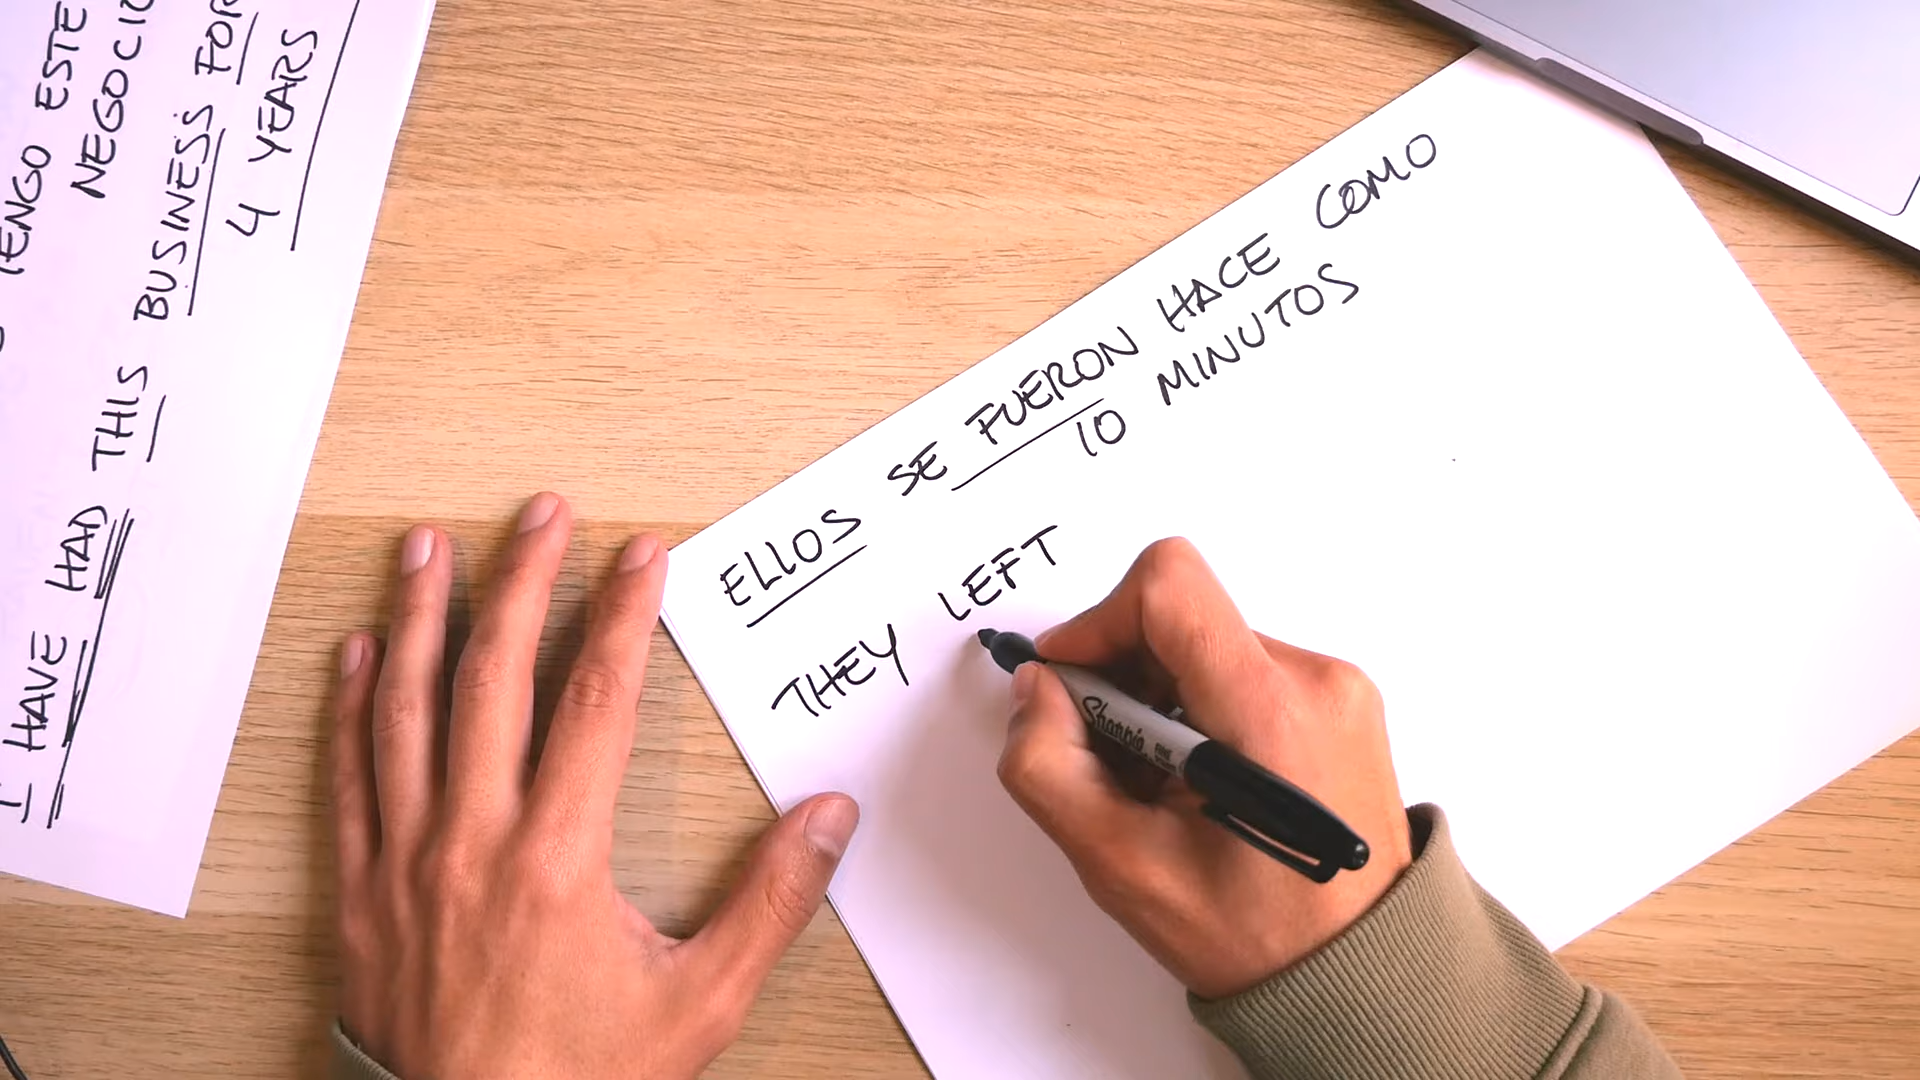 TENGO ESTE
NEGOCIO
I HAVE HAD THIS BUSINESS FOR
4 YEARS
ELLOS SE FUERON HACE COMO
10 MINUTOS
THEY LEFT
Sharpie